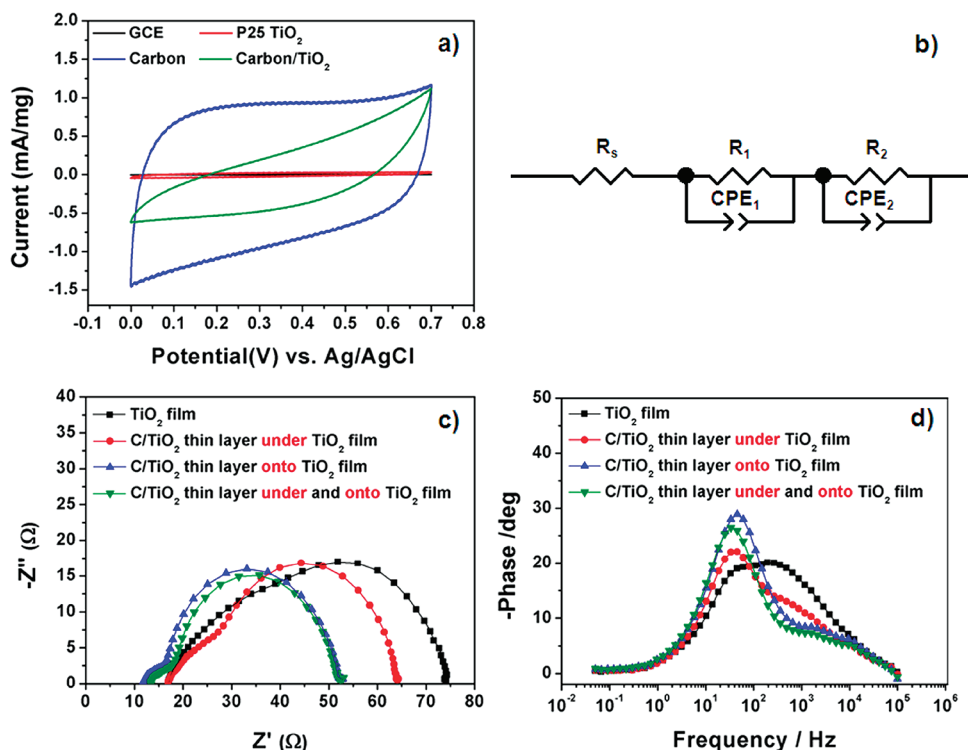 2.0
1.5
1.0
0.5
0.0
-0.5
-1.0
-1.5
Current (mA/mg)
GCE
P25 TiO₂
Carbon
Carbon/TiO₂
a)
-0.1 0.0 0.1 0.2 0.3 0.4 0.5 0.6 0.7 0.8
Potential(V) vs. Ag/AgCl
b)
Rs R₁ R₂
CPE₁ CPE₂
40
35
30
25
20
15
10
5
0
-Z'' (Ω)
TiO₂ film
C/TiO₂ thin layer under TiO₂ film
C/TiO₂ thin layer onto TiO₂ film
C/TiO₂ thin layer under and onto TiO₂ film
c)
0 10 20 30 40 50 60 70 80 90 100
Z' (Ω)
50
40
30
20
10
0
-Phase /deg
TiO₂ film
C/TiO₂ thin layer under TiO₂ film
C/TiO₂ thin layer onto TiO₂ film
C/TiO₂ thin layer under and onto TiO₂ film
d)
10⁻² 10⁻¹ 10⁰ 10¹ 10² 10³ 10⁴ 10⁵ 10⁶
Frequency / Hz